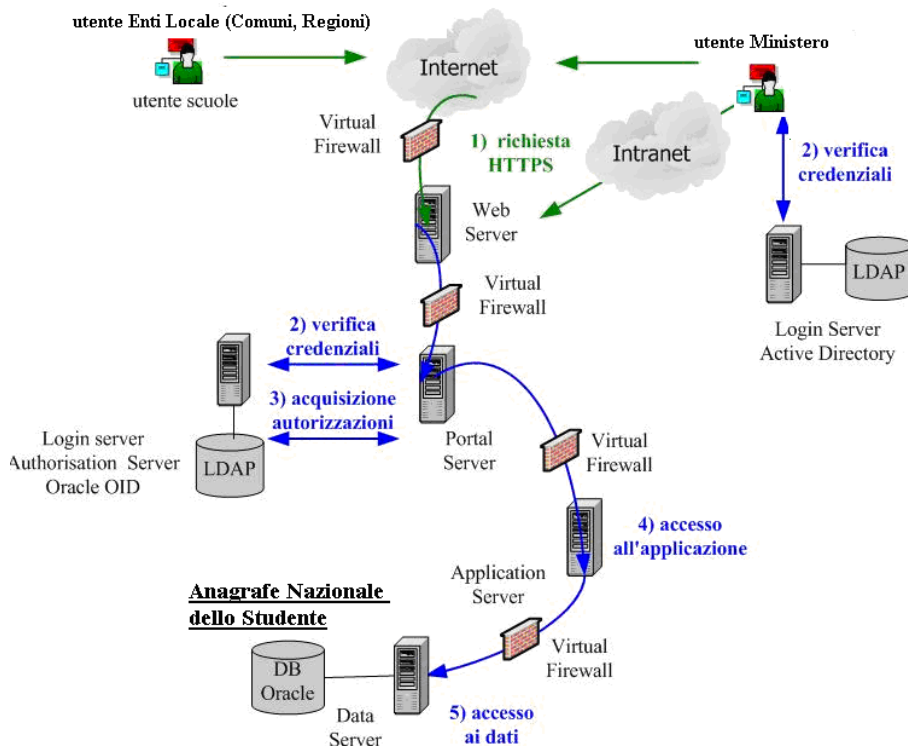 utente Enti Locale (Comuni, Regioni)
utente Ministero
Internet
utente scuole
Virtual
Firewall
1) richiesta
HTTPS
Intranet
2) verifica
credenziali
Web
Server
LDAP
Virtual
Firewall
Login Server
Active Directory
2) verifica
credenziali
3) acquisizione
autorizzazioni
Login server
Authorisation Server
Oracle OID
LDAP
Portal
Server
Virtual
Firewall
4) accesso
all'applicazione
Application
Server
Anagrafe Nazionale
dello Studente
Virtual
Firewall
DB
Oracle
Data
Server
5) accesso
ai dati